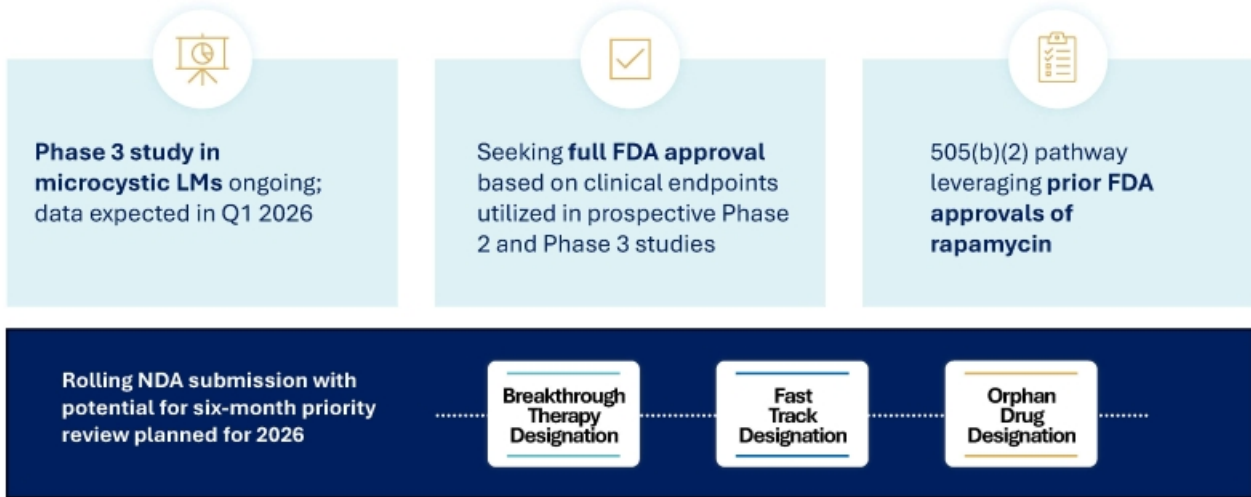 Phase 3 study in
microcystic LMs ongoing;
data expected in Q1 2026
Seeking full FDA approval
based on clinical endpoints
utilized in prospective Phase
2 and Phase 3 studies
505(b)(2) pathway
leveraging prior FDA
approvals of
rapamycin
Rolling NDA submission with
potential for six-month priority
review planned for 2026
Breakthrough
Therapy
Designation
Fast
Track
Designation
Orphan
Drug
Designation